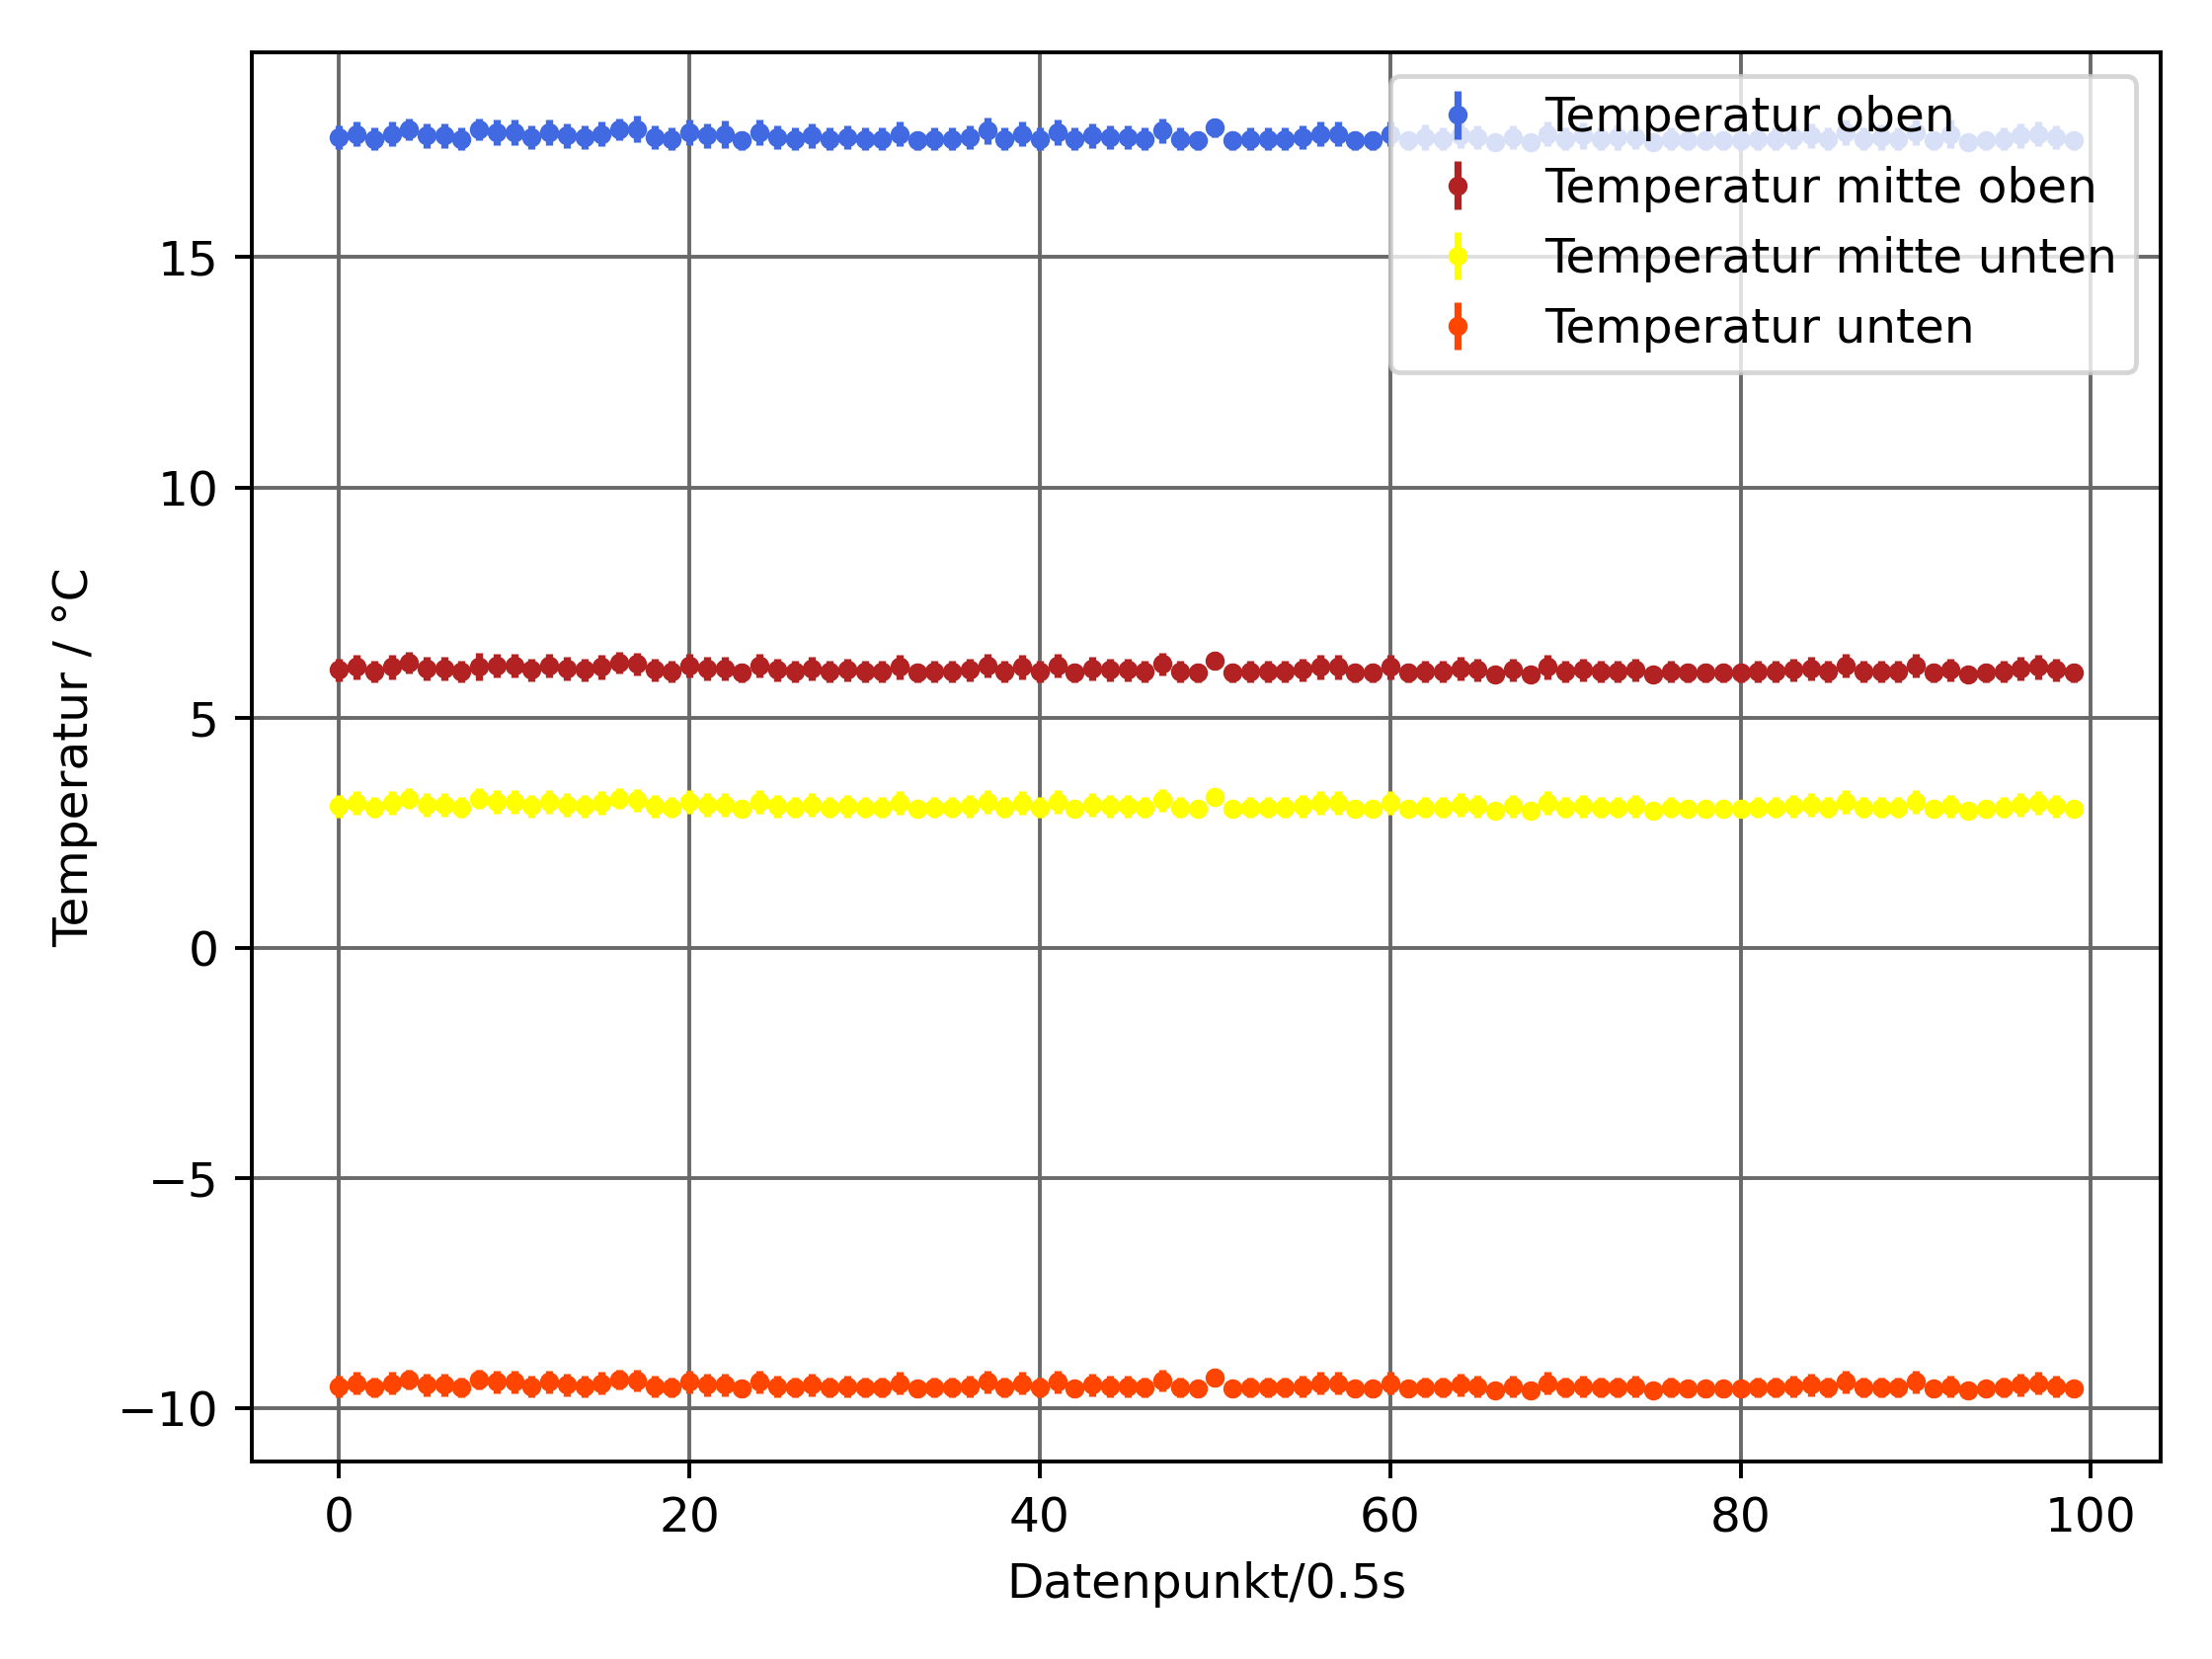 Temperatur oben
Temperatur mitte oben
Temperatur mitte unten
Temperatur unten
15
10
5
0
−5
−10
Temperatur / °C
0 20 40 60 80 100
Datenpunkt/0.5s